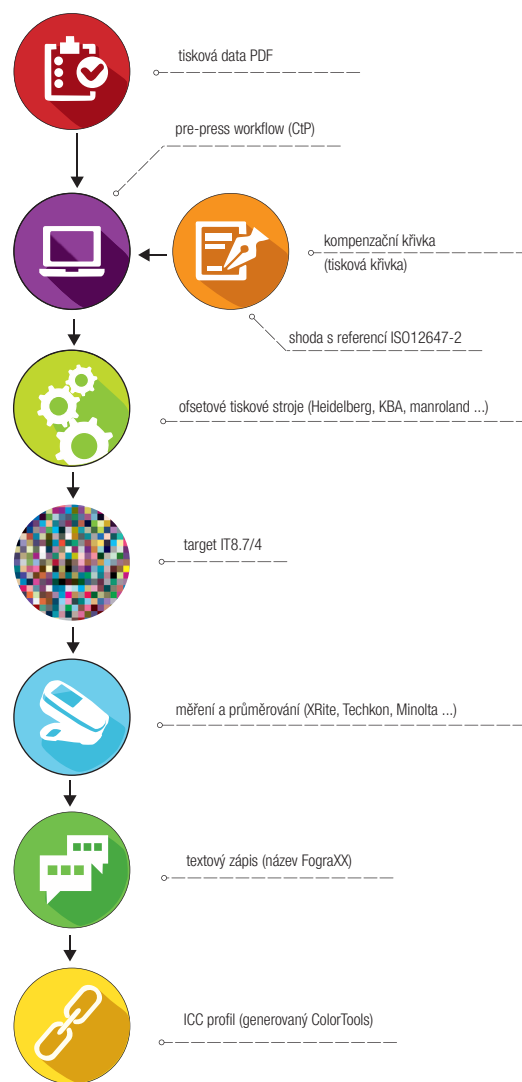 tisková data PDF
pre-press workflow (CtP)
kompenzační křivka
(tisková křivka)
shoda s referencí ISO12647-2
ofsetové tiskové stroje (Heidelberg, KBA, manroland ...)
target IT8.7/4
měření a průměrování (XRite, Techkon, Minolta ...)
textový zápis (název FograXX)
ICC profil (generovaný ColorTools)